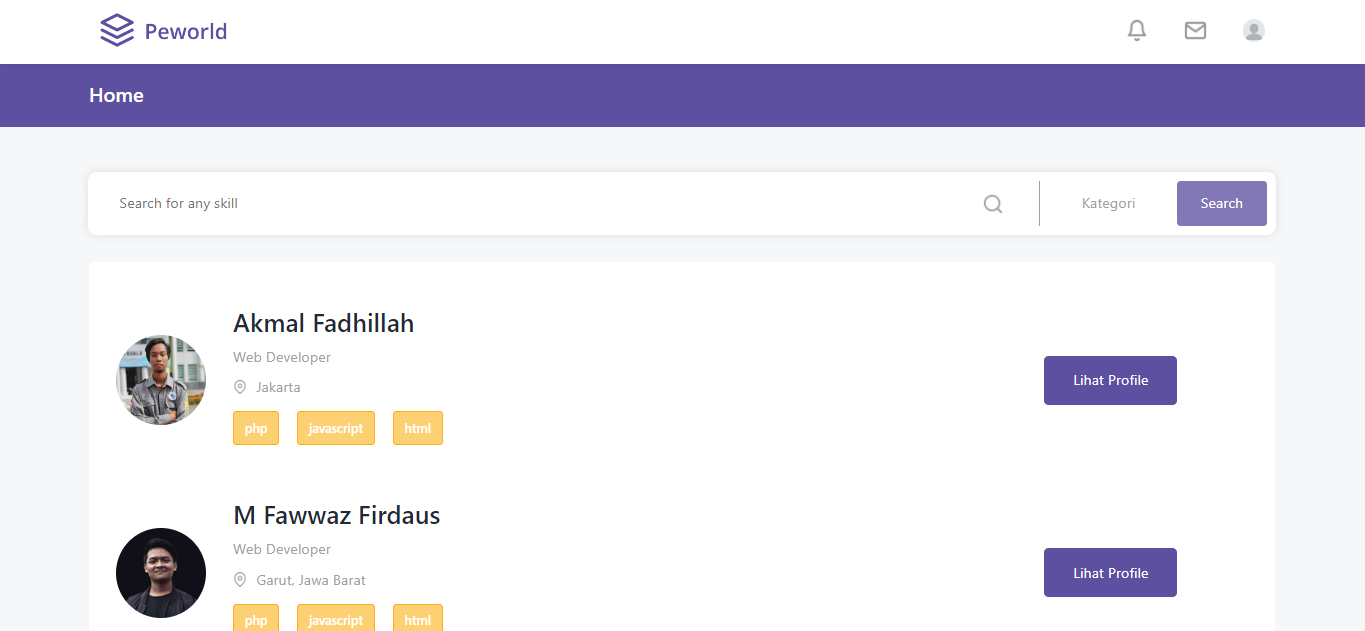 Peworld
Home
Search for any skill
Kategori
Search
Akmal Fadhillah
Web Developer
Jakarta
php javascript html
Lihat Profile
M Fawwaz Firdaus
Web Developer
Garut, Jawa Barat
php javascript html
Lihat Profile